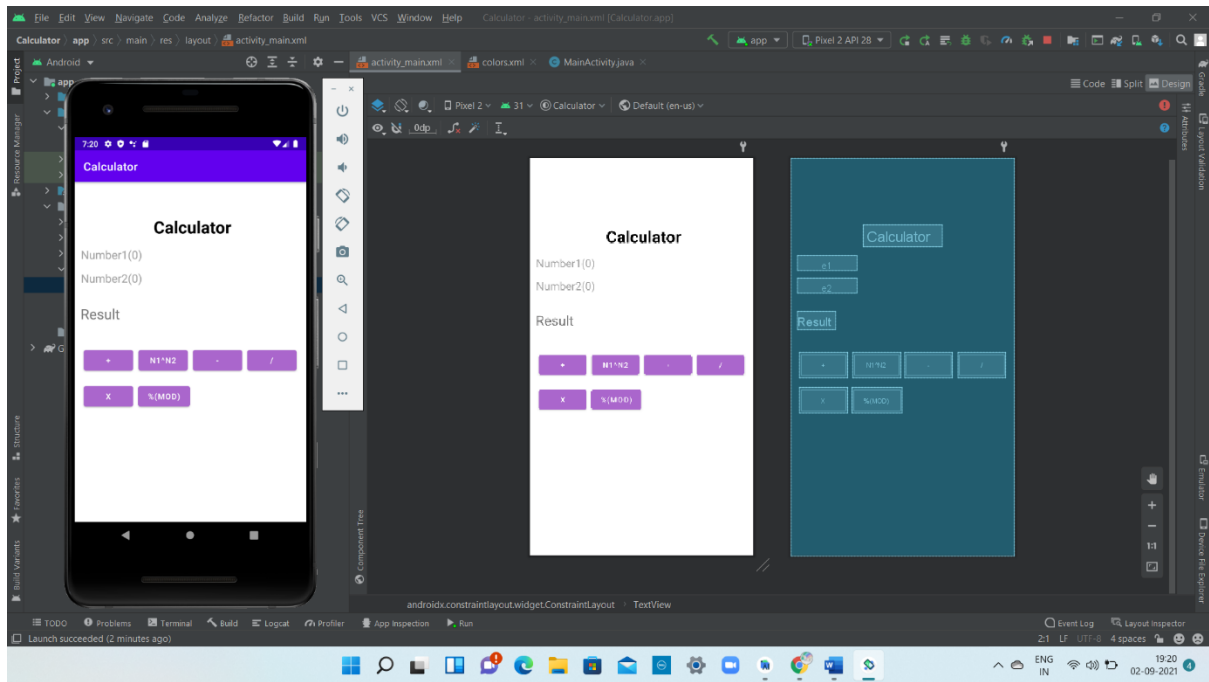 File Edit View Navigate Code Analyze Refactor Build Run Tools VCS Window Help Calculator - activity_main.xml [Calculator.app]
Calculator app src main res layout activity_main.xml
app Pixel 2 API 28
Android
activity_main.xml colors.xml MainActivity.java
Code Split Design
app
Pixel 2 31 Calculator Default (en-us)
0dp
7:20
Calculator
Calculator
Number1(0)
Number2(0)
Result
+ N1^N2 - /
X %(MOD)
Calculator
Number1(0)
Number2(0)
Result
+ N1^N2 - /
X %(MOD)
Calculator
e1
e2
Result
+ N1^N2 - /
X %(MOD)
1:1
Project
Resource Manager
Structure
Favorites
Build Variants
Component Tree
Gradle
Layout Validation
Attributes
Emulator
Device File Explorer
androidx.constraintlayout.widget.ConstraintLayout TextView
TODO Problems Terminal Build Logcat Profiler App Inspection Run Event Log Layout Inspector
Launch succeeded (2 minutes ago) 2:1 LF UTF-8 4 spaces
ENG
IN
19:20
02-09-2021
4